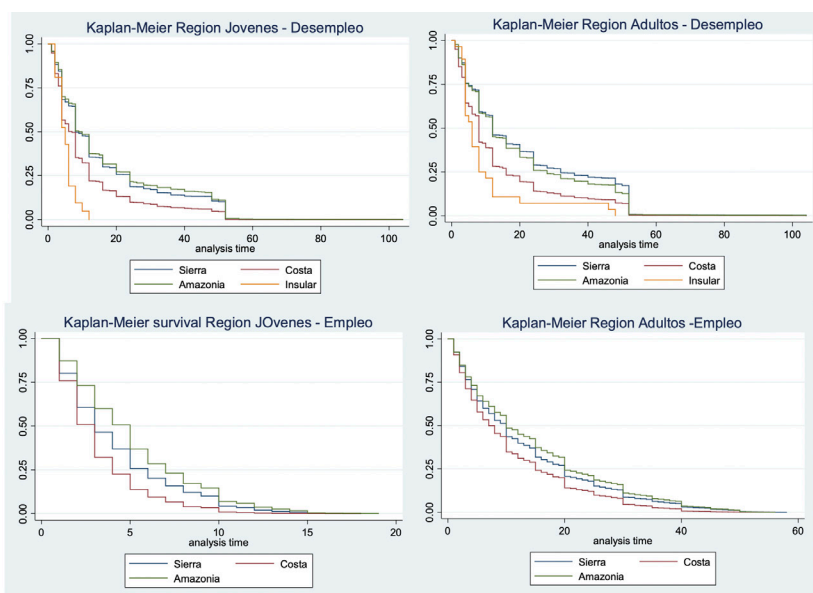 Kaplan-Meier Region Jovenes - Desempleo
1.00
0.75
0.50
0.25
0.00
0 20 40 60 80 100
analysis time
Sierra Costa
Amazonia Insular
Kaplan-Meier Region Adultos - Desempleo
1.00
0.75
0.50
0.25
0.00
0 20 40 60 80 100
analysis time
Sierra Costa
Amazonia Insular
Kaplan-Meier survival Region JOvenes - Empleo
1.00
0.75
0.50
0.25
0.00
0 5 10 15 20
analysis time
Sierra Costa
Amazonia
Kaplan-Meier Region Adultos -Empleo
1.00
0.75
0.50
0.25
0.00
0 20 40 60
analysis time
Sierra Costa
Amazonia